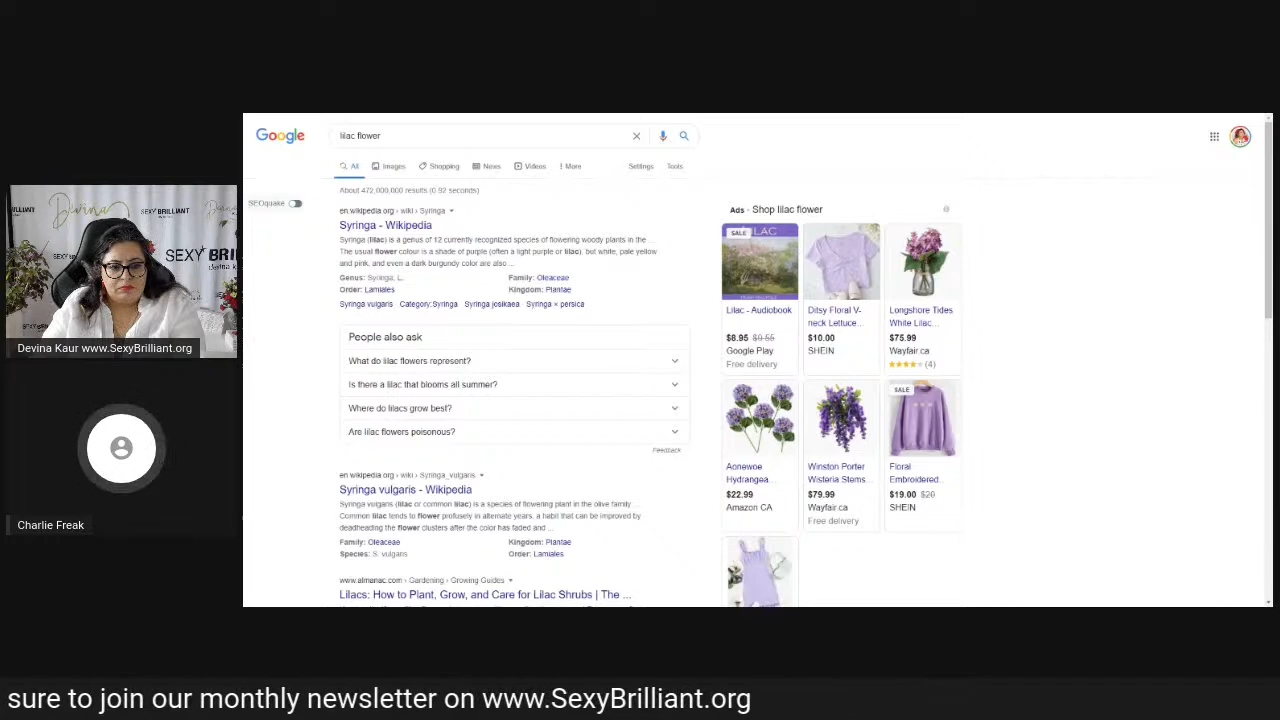 Google
lilac flower
All
Images
Shopping
News
Videos
More
Settings
Tools
SEOquake
About 472,000,000 results (0.92 seconds)
en.wikipedia.org › wiki › Syringa
Syringa - Wikipedia
Syringa (lilac) is a genus of 12 currently recognized species of flowering woody plants in the ...
The usual flower colour is a shade of purple (often a light purple or lilac), but white, pale yellow
and pink, and even a dark burgundy color are also ...
Genus: Syringa, L. Family: Oleaceae
Order: Lamiales Kingdom: Plantae
Syringa vulgaris Category:Syringa Syringa josikaea Syringa × persica
People also ask
What do lilac flowers represent?
Is there a lilac that blooms all summer?
Where do lilacs grow best?
Are lilac flowers poisonous?
Feedback
en.wikipedia.org › wiki › Syringa_vulgaris
Syringa vulgaris - Wikipedia
Syringa vulgaris (lilac or common lilac) is a species of flowering plant in the olive family ...
Common lilac tends to flower profusely in alternate years, a habit that can be improved by
deadheading the flower clusters after the color has faded and ...
Family: Oleaceae Kingdom: Plantae
Species: S. vulgaris Order: Lamiales
www.almanac.com › Gardening › Growing Guides
Lilacs: How to Plant, Grow, and Care for Lilac Shrubs | The ...
Ads · Shop lilac flower
SALE
LILAC
Lilac - Audiobook
$8.95 $9.55
Google Play
Free delivery
Ditsy Floral V-
neck Lettuce...
$10.00
SHEIN
Longshore Tides
White Lilac...
$75.99
Wayfair.ca
(4)
Aonewoe
Hydrangea...
$22.99
Amazon CA
Winston Porter
Wisteria Stems...
$79.99
Wayfair.ca
Free delivery
SALE
Floral
Embroidered...
$19.00 $20
SHEIN
Devina
SEXY BRILLIANT
SEXY BRILLIANT
Devina Kaur www.SexyBrilliant.org
Charlie Freak
sure to join our monthly newsletter on www.SexyBrilliant.org